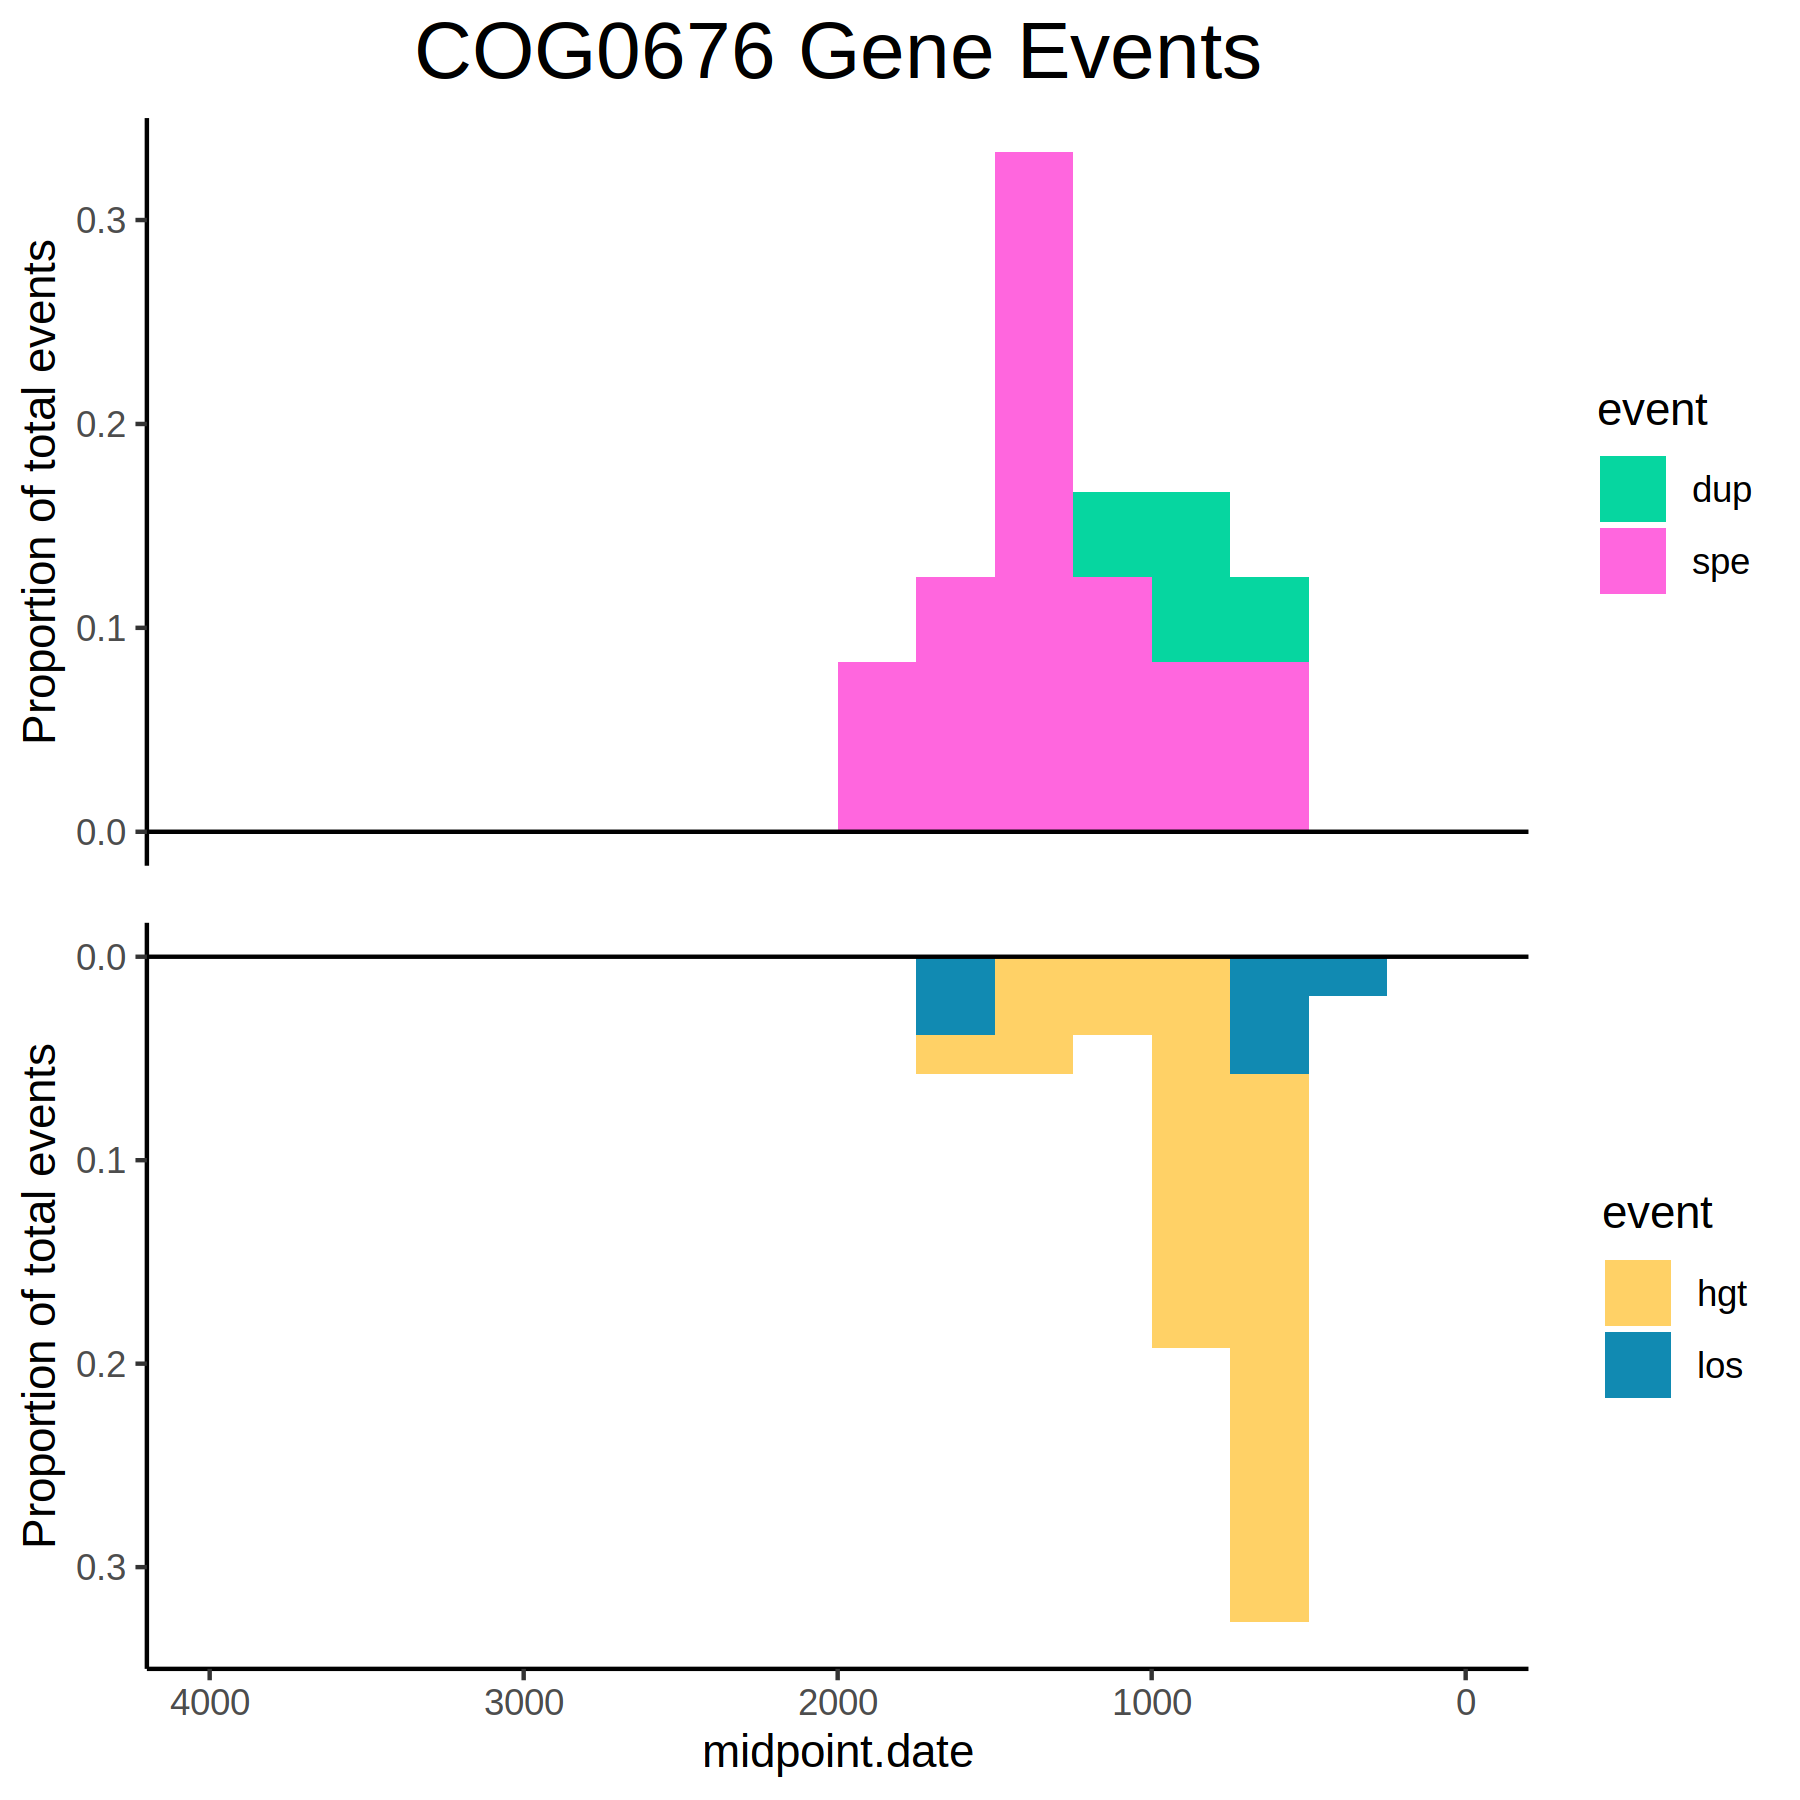 COG0676 Gene Events
Proportion of total events
0.3
0.2
0.1
0.0
event
dup
spe
Proportion of total events
0.0
0.1
0.2
0.3
event
hgt
los
4000 3000 2000 1000 0
midpoint.date